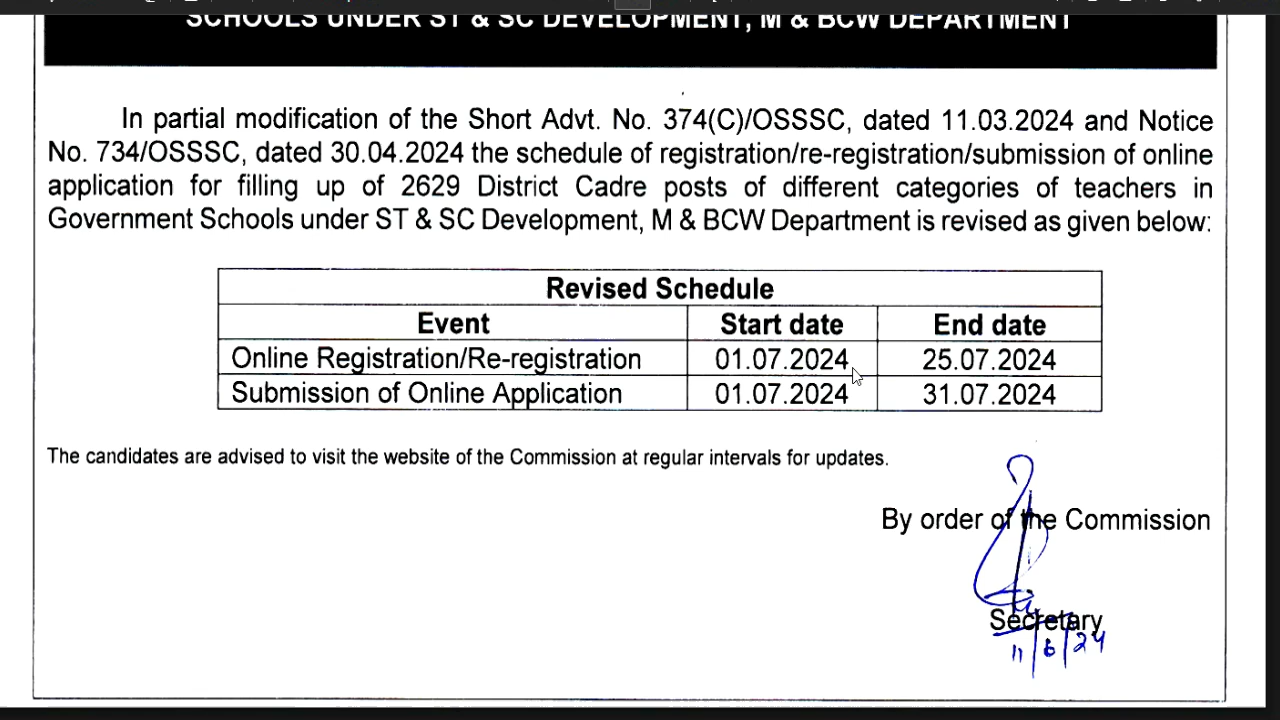 SCHOOLS UNDER ST & SC DEVELOPMENT, M & BCW DEPARTMENT
In partial modification of the Short Advt. No. 374(C)/OSSSC, dated 11.03.2024 and Notice
No. 734/OSSSC, dated 30.04.2024 the schedule of registration/re-registration/submission of online
application for filling up of 2629 District Cadre posts of different categories of teachers in
Government Schools under ST & SC Development, M & BCW Department is revised as given below:
Revised Schedule
Event Start date End date
Online Registration/Re-registration 01.07.2024 25.07.2024
Submission of Online Application 01.07.2024 31.07.2024
The candidates are advised to visit the website of the Commission at regular intervals for updates.
By order of the Commission
Secretary
11/6/24